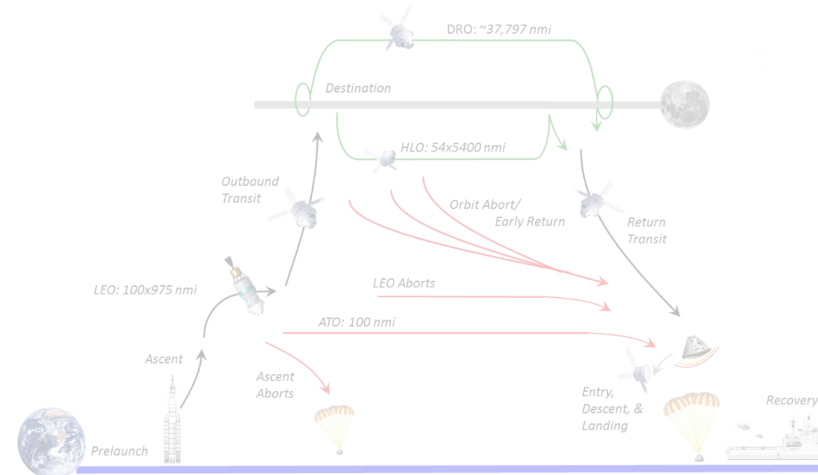 DRO: ~37,797 nmi
Destination
HLO: 54x5400 nmi
Outbound
Transit
Orbit Abort/
Early Return
Return
Transit
LEO: 100x975 nmi
LEO Aborts
ATO: 100 nmi
Ascent
Ascent
Aborts
Entry,
Descent, &
Landing
Recovery
Prelaunch